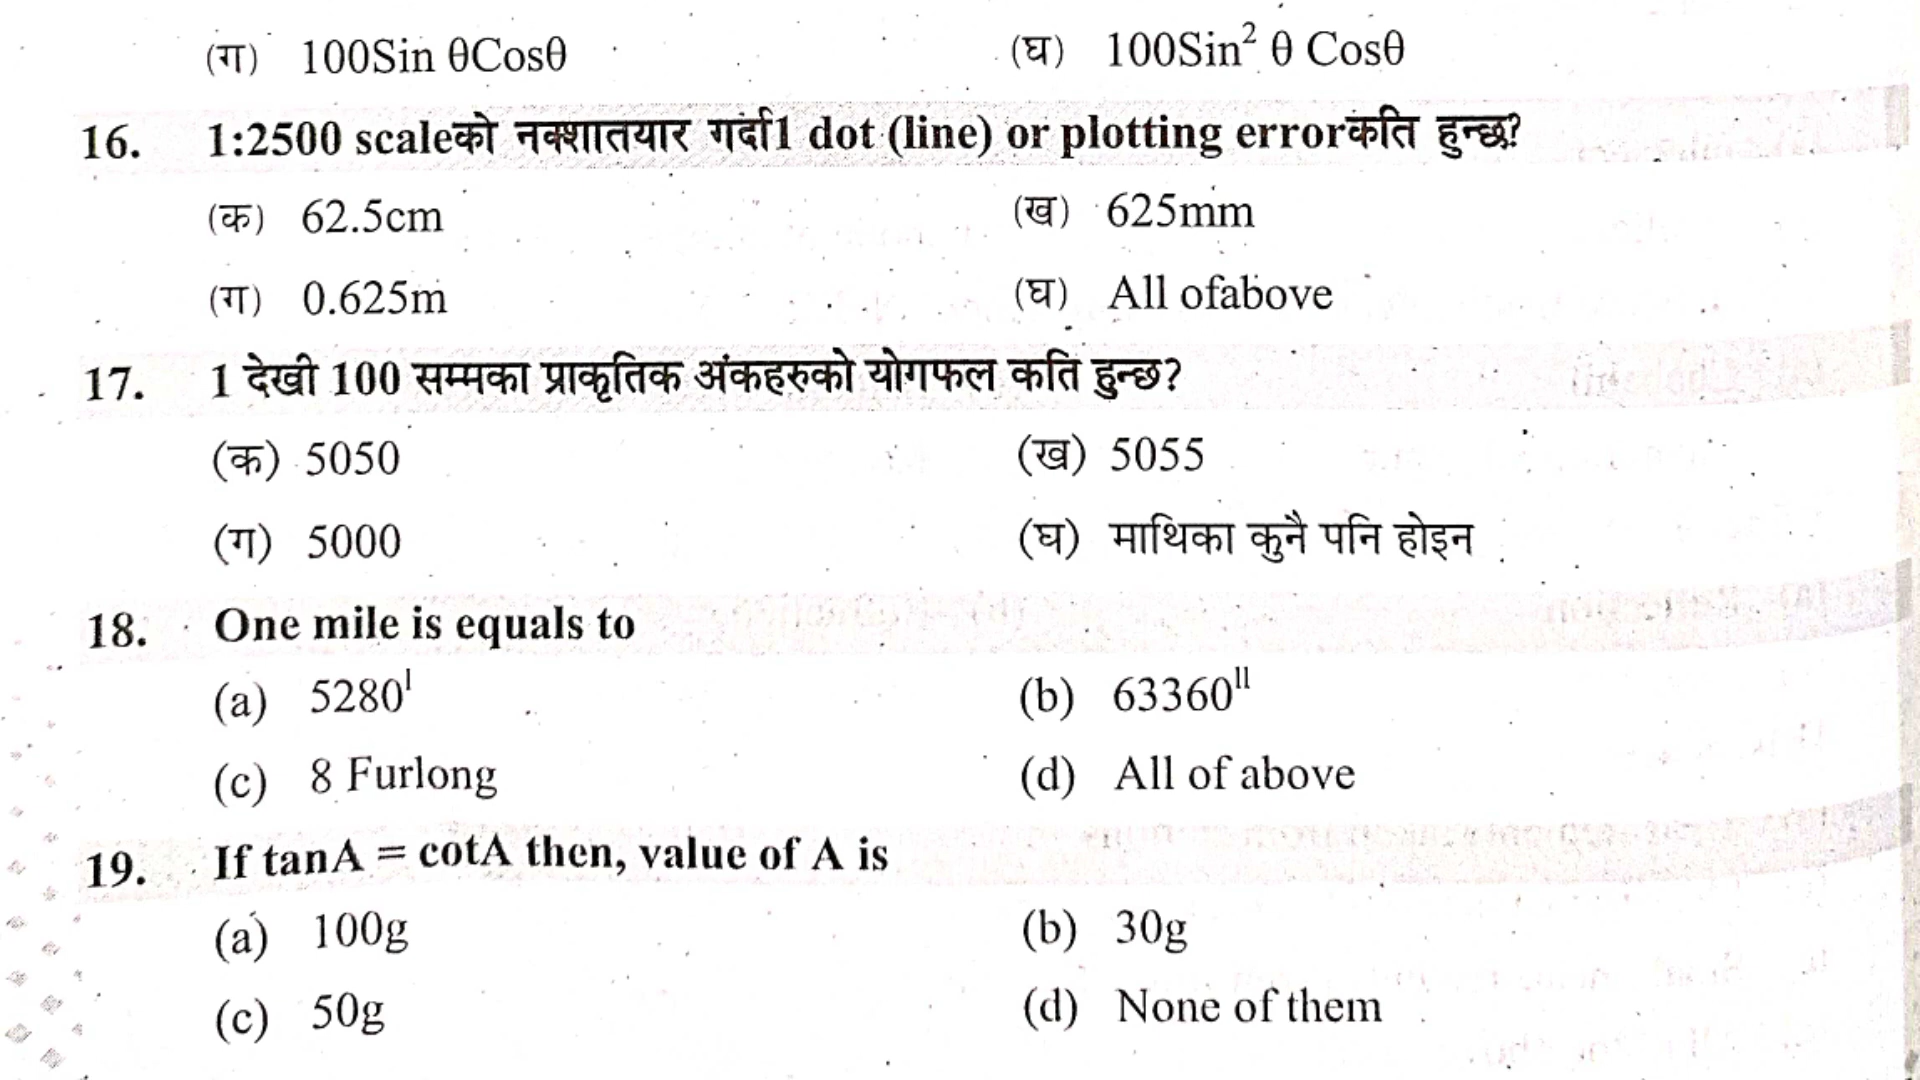 (ग) 100Sin θCosθ (घ) 100Sin² θ Cosθ
16. 1:2500 scaleको नक्शातयार गर्दा1 dot (line) or plotting errorकति हुन्छ?
(क) 62.5cm (ख) 625mm
(ग) 0.625m (घ) All ofabove
17. 1 देखी 100 सम्मका प्राकृतिक अंकहरुको योगफल कति हुन्छ?
(क) 5050 (ख) 5055
(ग) 5000 (घ) माथिका कुनै पनि होइन
18. One mile is equals to
(a) 5280ᴵ (b) 63360ᴵᴵ
(c) 8 Furlong (d) All of above
19. If tanA = cotA then, value of A is
(a) 100g (b) 30g
(c) 50g (d) None of them